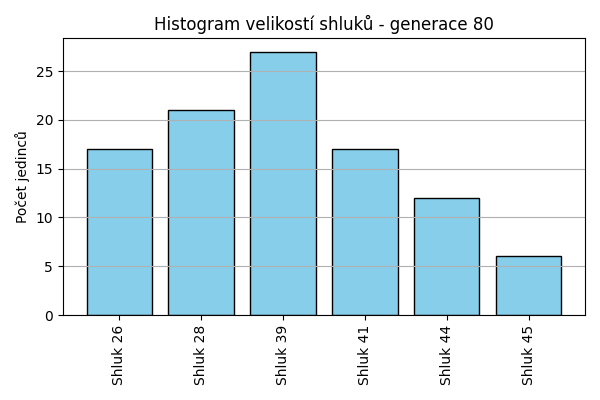 Histogram velikostí shluků - generace 80
Počet jedinců
25
20
15
10
5
0
Shluk 26
Shluk 28
Shluk 39
Shluk 41
Shluk 44
Shluk 45